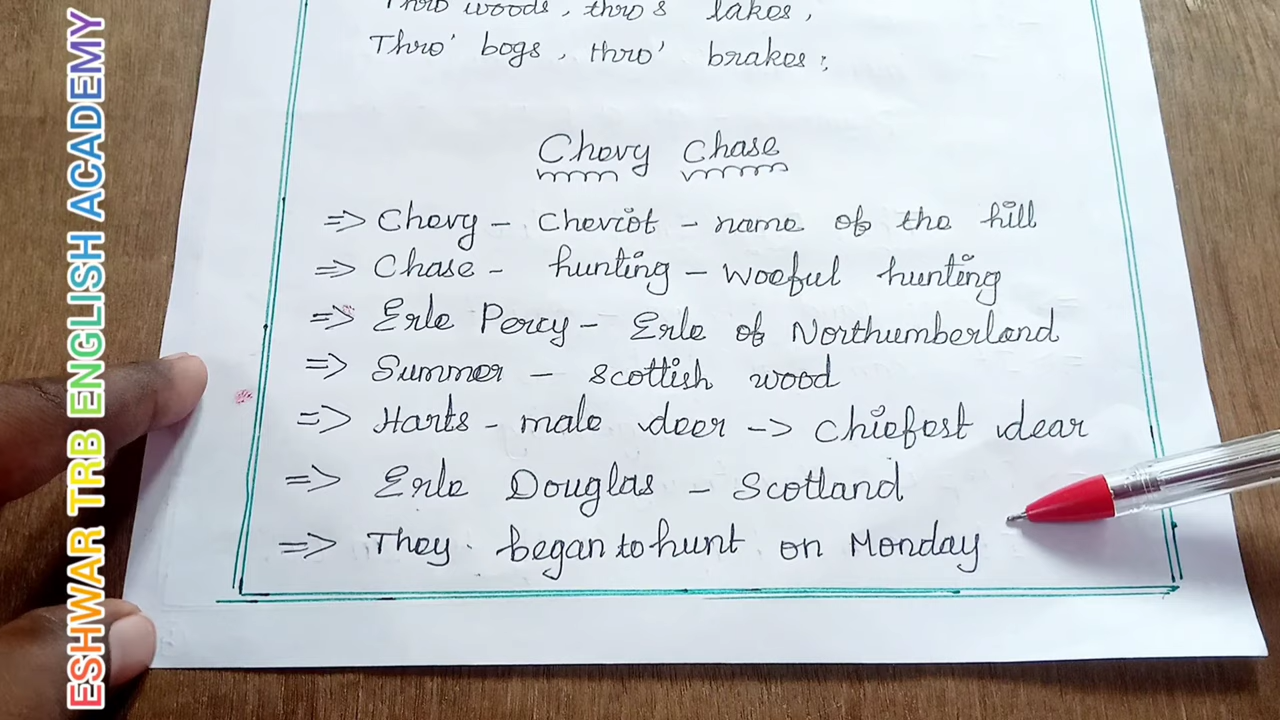 Thro' woods, thro's lakes,
Thro' bogs, thro' brakes;
Chevy Chase
=> Chevy - Cheviot - name of the hill
=> Chase - hunting - woeful hunting
=> Erle Percy - Erle of Northumberland
=> Summer - Scottish wood
=> Harts - male deer -> chiefest dear
=> Erle Douglas - Scotland
=> They began to hunt on Monday
ESHWAR TRB ENGLISH ACADEMY